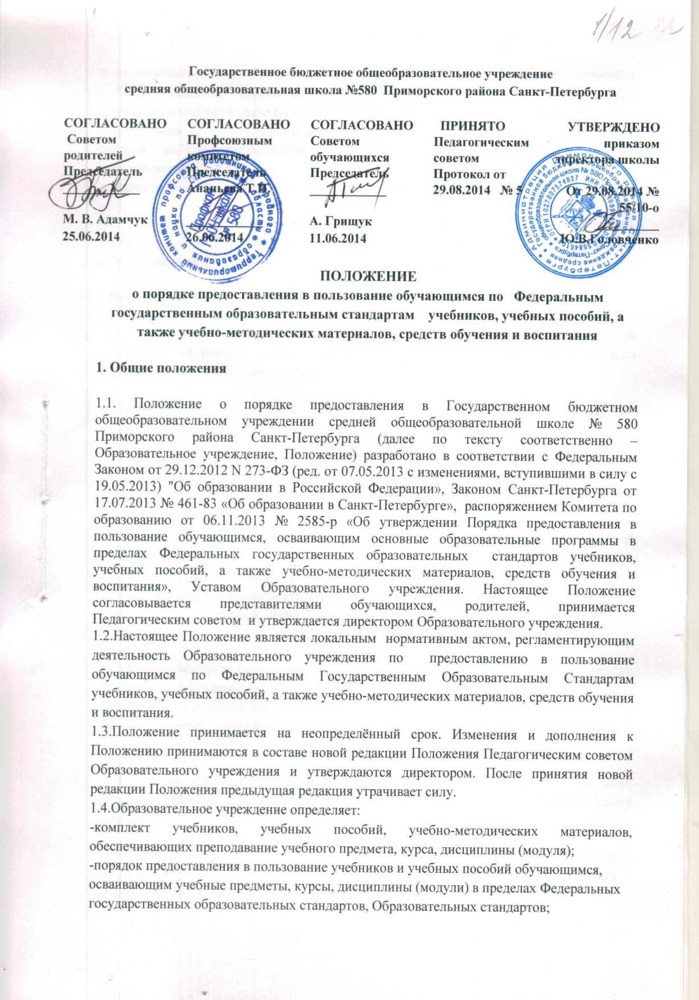 1/12
Государственное бюджетное общеобразовательное учреждение
средняя общеобразовательная школа №580 Приморского района Санкт-Петербурга
СОГЛАСОВАНО
Советом
родителей
Председатель
М. В. Адамчук
25.06.2014
СОГЛАСОВАНО
Профсоюзным
комитетом
Председатель
Ананьева Т.И.
26.06.2014
СОГЛАСОВАНО
Советом
обучающихся
Председатель
А. Грищук
11.06.2014
ПРИНЯТО
Педагогическим
советом
Протокол от
29.08.2014 № 5
УТВЕРЖДЕНО
приказом
директора школы
От 29.08.2014 №
55/10-о
Ю.В.Головченко
ПОЛОЖЕНИЕ
о порядке предоставления в пользование обучающимся по Федеральным
государственным образовательным стандартам учебников, учебных пособий, а
также учебно-методических материалов, средств обучения и воспитания
1. Общие положения
1.1. Положение о порядке предоставления в Государственном бюджетном
общеобразовательном учреждении средней общеобразовательной школе № 580
Приморского района Санкт-Петербурга (далее по тексту соответственно –
Образовательное учреждение, Положение) разработано в соответствии с Федеральным
Законом от 29.12.2012 N 273-ФЗ (ред. от 07.05.2013 с изменениями, вступившими в силу с
19.05.2013) "Об образовании в Российской Федерации», Законом Санкт-Петербурга от
17.07.2013 № 461-83 «Об образовании в Санкт-Петербурге», распоряжением Комитета по
образованию от 06.11.2013 № 2585-р «Об утверждении Порядка предоставления в
пользование обучающимся, осваивающим основные образовательные программы в
пределах Федеральных государственных образовательных стандартов учебников,
учебных пособий, а также учебно-методических материалов, средств обучения и
воспитания», Уставом Образовательного учреждения. Настоящее Положение
согласовывается представителями обучающихся, родителей, принимается
Педагогическим советом и утверждается директором Образовательного учреждения.
1.2.Настоящее Положение является локальным нормативным актом, регламентирующим
деятельность Образовательного учреждения по предоставлению в пользование
обучающимся по Федеральным Государственным Образовательным Стандартам
учебников, учебных пособий, а также учебно-методических материалов, средств обучения
и воспитания.
1.3.Положение принимается на неопределённый срок. Изменения и дополнения к
Положению принимаются в составе новой редакции Положения Педагогическим советом
Образовательного учреждения и утверждаются директором. После принятия новой
редакции Положения предыдущая редакция утрачивает силу.
1.4.Образовательное учреждение определяет:
-комплект учебников, учебных пособий, учебно-методических материалов,
обеспечивающих преподавание учебного предмета, курса, дисциплины (модуля);
-порядок предоставления в пользование учебников и учебных пособий обучающимся,
осваивающим учебные предметы, курсы, дисциплины (модули) в пределах Федеральных
государственных образовательных стандартов, Образовательных стандартов;